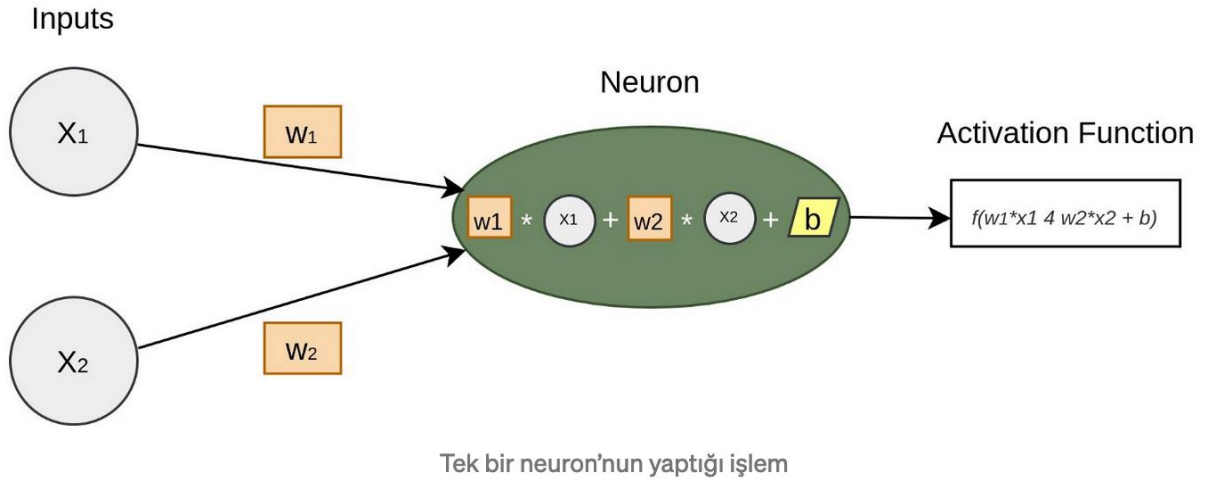 Inputs
X1
w1
Neuron
Activation Function
w1 * x1 + w2 * x2 + b
f(w1*x1 4 w2*x2 + b)
X2
w2
Tek bir neuron’nun yaptığı işlem